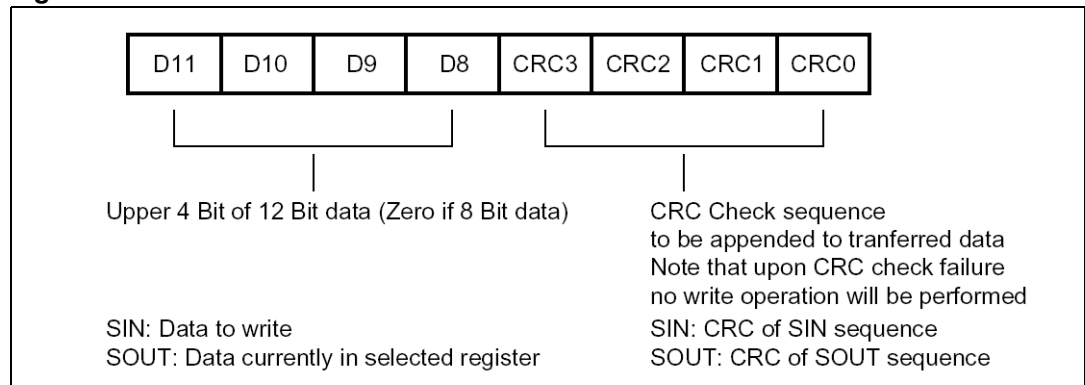 D11 D10 D9 D8 CRC3 CRC2 CRC1 CRC0
Upper 4 Bit of 12 Bit data (Zero if 8 Bit data)
SIN: Data to write
SOUT: Data currently in selected register
CRC Check sequence
to be appended to tranferred data
Note that upon CRC check failure
no write operation will be performed
SIN: CRC of SIN sequence
SOUT: CRC of SOUT sequence